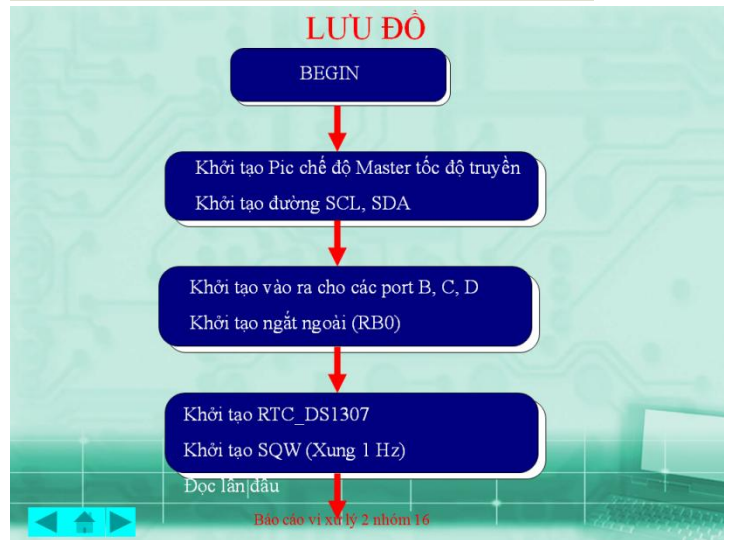 LƯU ĐỒ
BEGIN
Khởi tạo Pic chế độ Master tốc độ truyền
Khởi tạo đường SCL, SDA
Khởi tạo vào ra cho các port B, C, D
Khởi tạo ngắt ngoài (RB0)
Khởi tạo RTC_DS1307
Khởi tạo SQW (Xung 1 Hz)
Đọc lần đầu
Báo cáo vi xử lý 2 nhóm 16